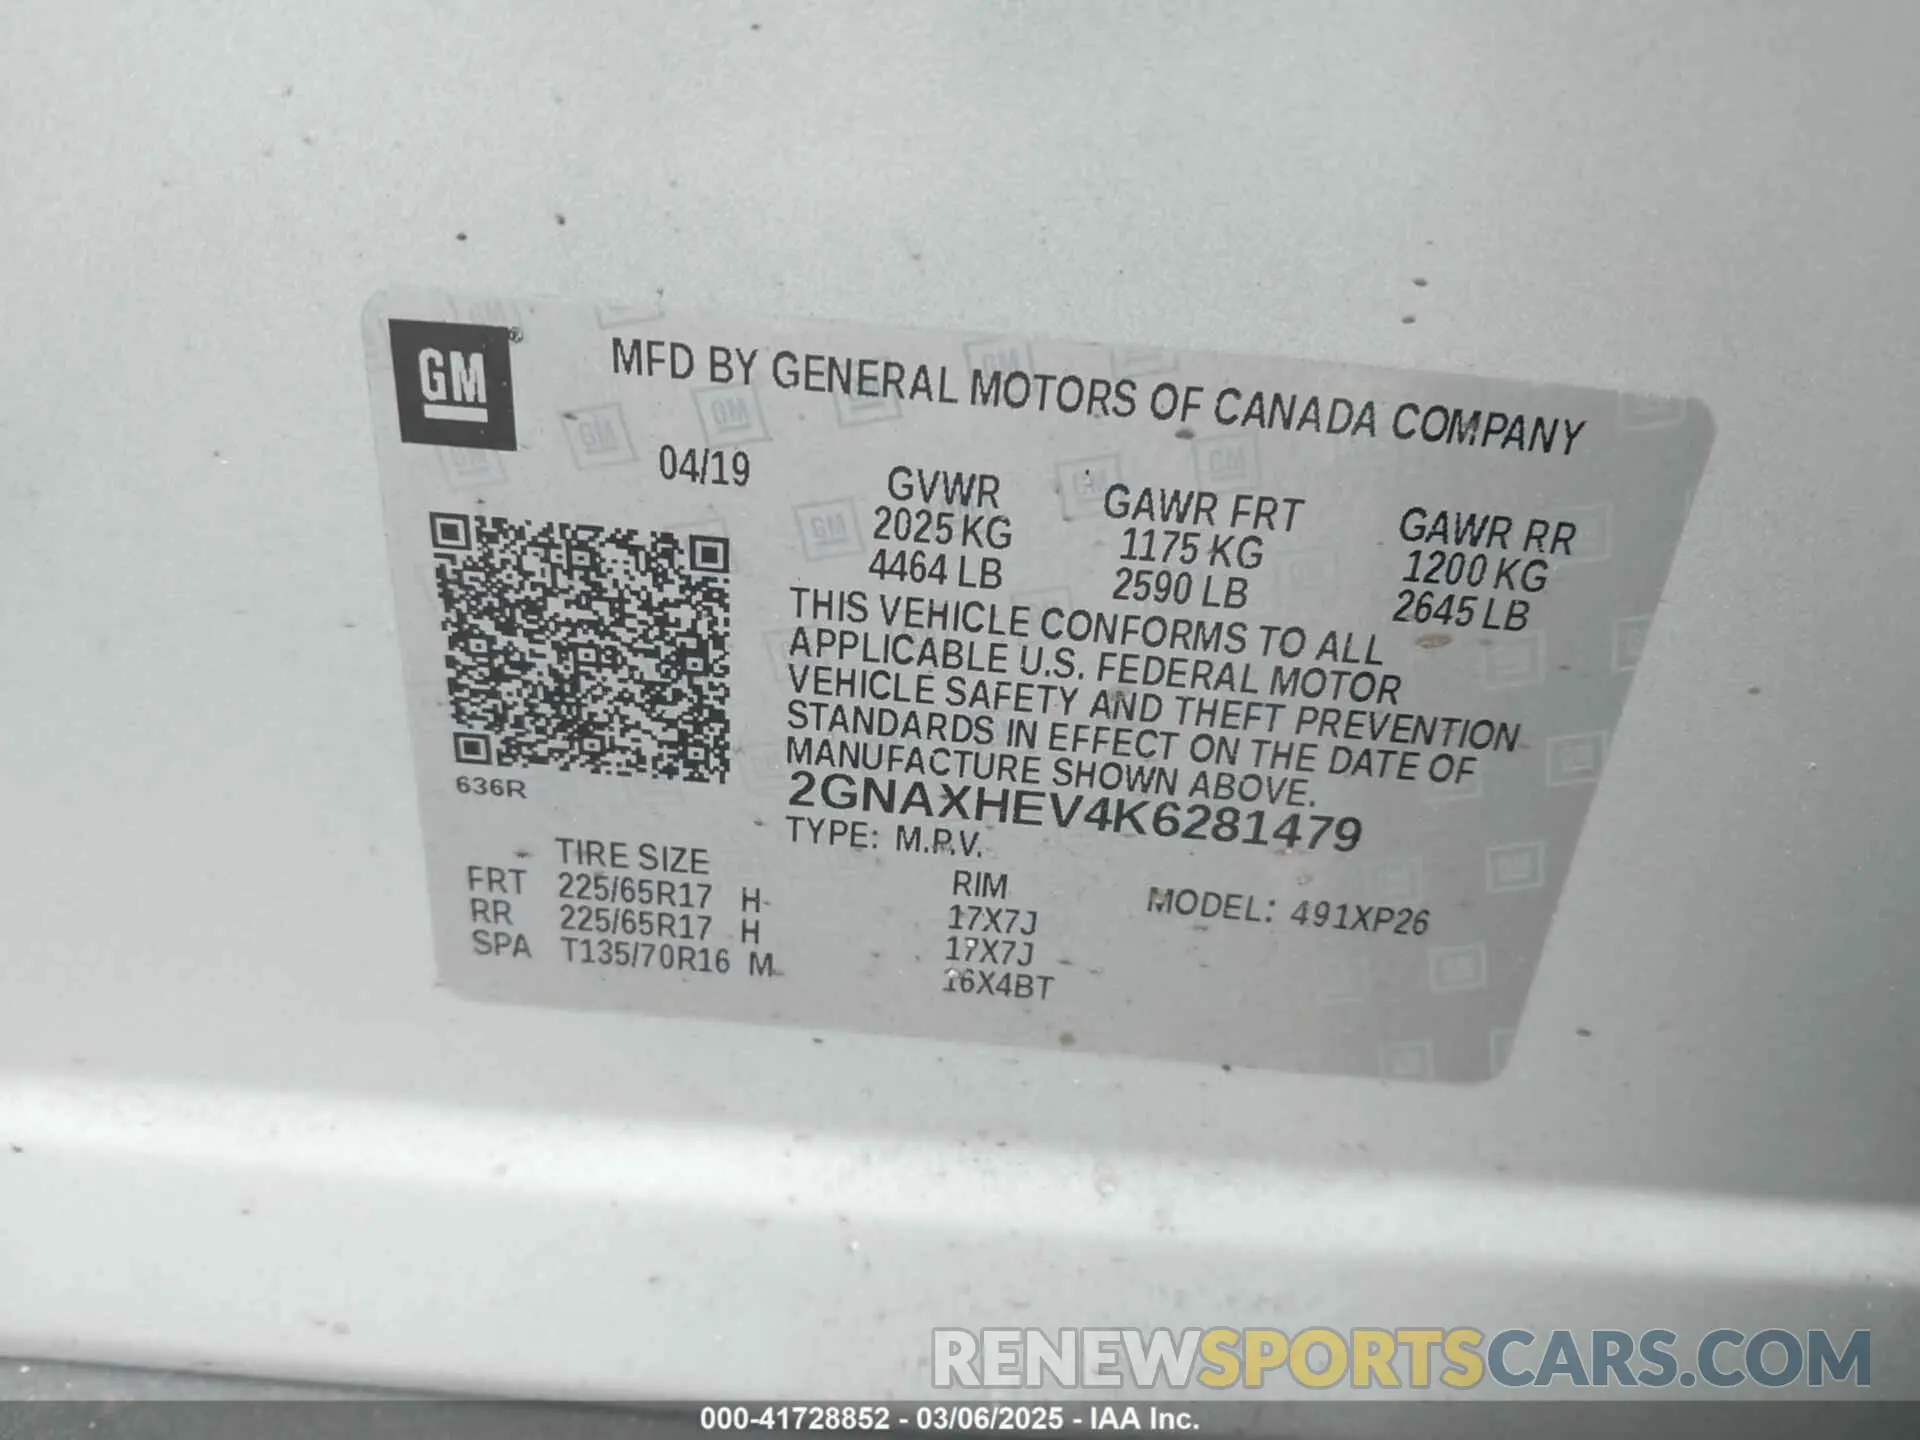 GM®
MFD BY GENERAL MOTORS OF CANADA COMPANY
04/19
GVWR GAWR FRT GAWR RR
2025 KG 1175 KG 1200 KG
4464 LB 2590 LB 2645 LB
THIS VEHICLE CONFORMS TO ALL
APPLICABLE U.S. FEDERAL MOTOR
VEHICLE SAFETY AND THEFT PREVENTION
STANDARDS IN EFFECT ON THE DATE OF
MANUFACTURE SHOWN ABOVE.
2GNAXHEV4K6281479
636R
TYPE: M.P.V.
TIRE SIZE RIM MODEL: 491XP26
FRT 225/65R17 H 17X7J
RR 225/65R17 H 17X7J
SPA T135/70R16 M 16X4BT
RENEWSPORTSCARS.COM
000-41728852 - 03/06/2025 - IAA Inc.